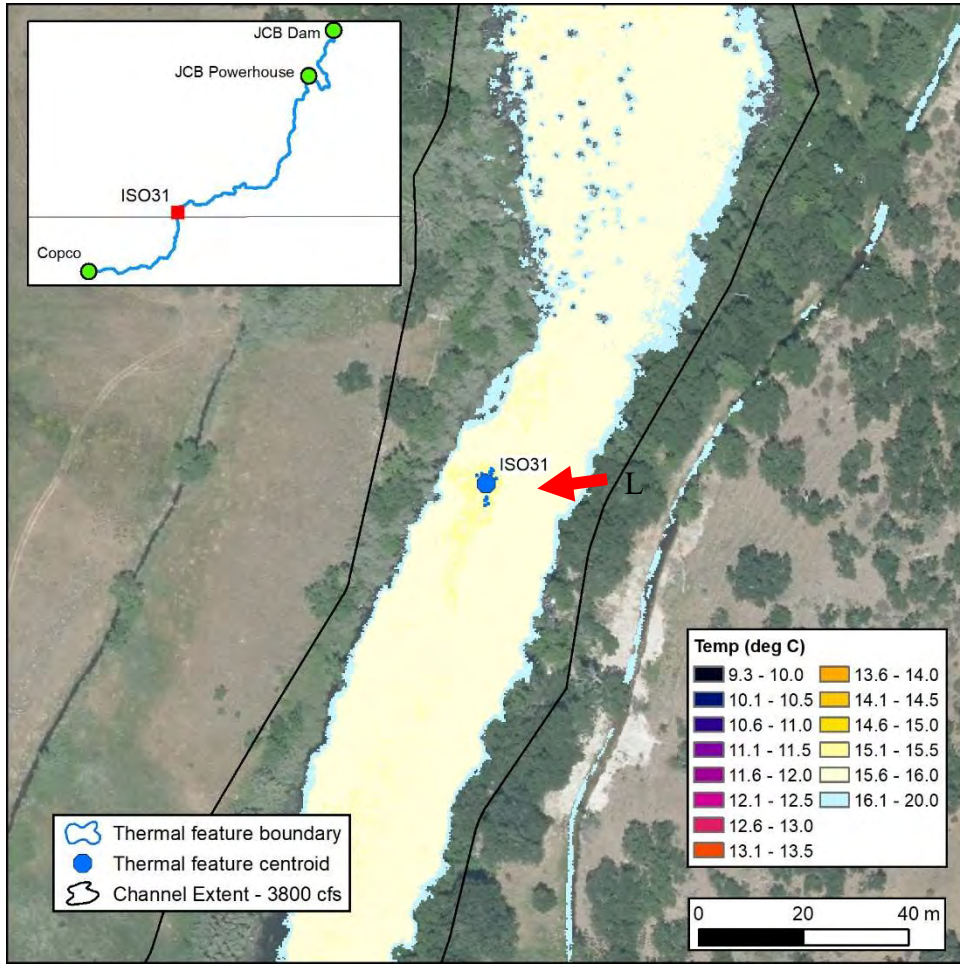 JCB Dam
JCB Powerhouse
ISO31
Copco
ISO31
L
Temp (deg C)
9.3 - 10.0 13.6 - 14.0
10.1 - 10.5 14.1 - 14.5
10.6 - 11.0 14.6 - 15.0
11.1 - 11.5 15.1 - 15.5
11.6 - 12.0 15.6 - 16.0
12.1 - 12.5 16.1 - 20.0
12.6 - 13.0
13.1 - 13.5
Thermal feature boundary
Thermal feature centroid
Channel Extent - 3800 cfs
0 20 40 m